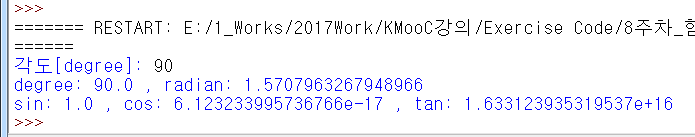 >>>
======= RESTART: E:/1_Works/2017Work/KMooC강의/Exercise Code/8주차_함
======
각도[degree]: 90
degree: 90.0 , radian: 1.5707963267948966
sin: 1.0 , cos: 6.123233995736766e-17 , tan: 1.633123935319537e+16
>>>